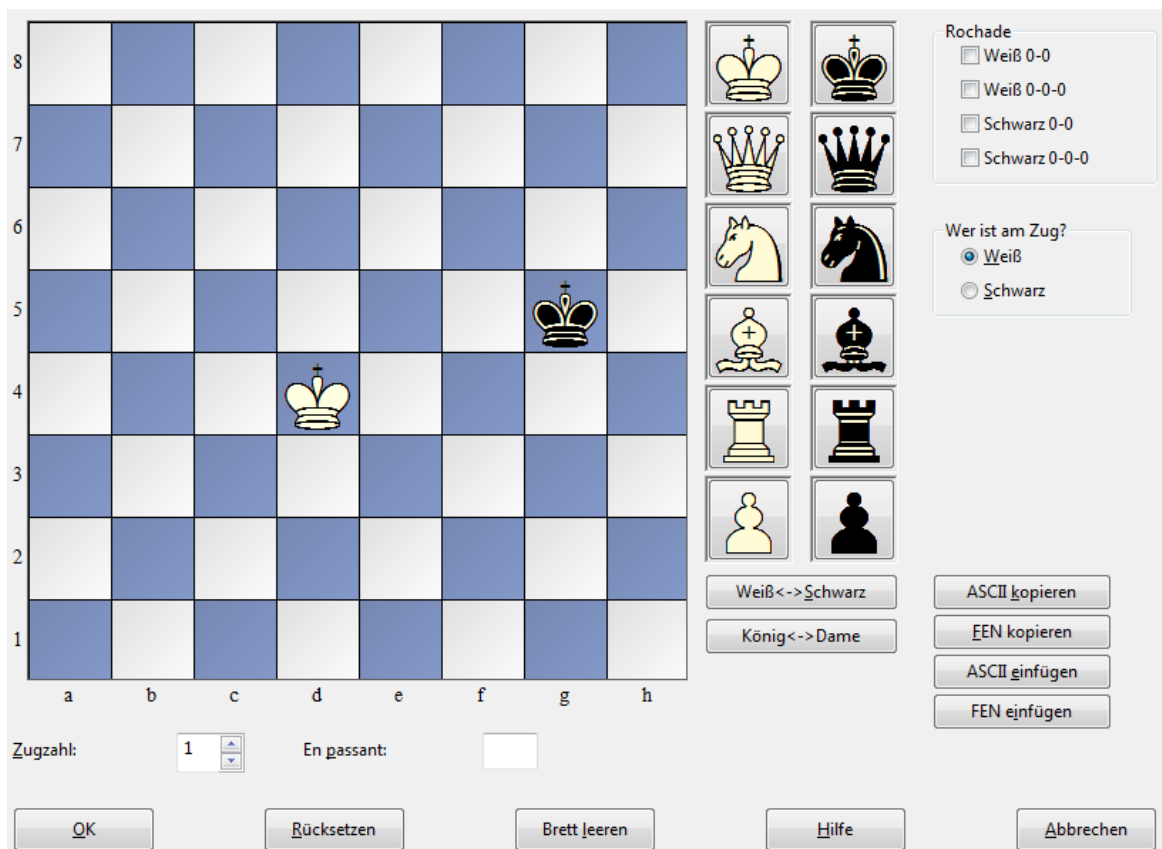 8
7
6
5
4
3
2
1
a b c d e f g h
Rochade
Weiß 0-0
Weiß 0-0-0
Schwarz 0-0
Schwarz 0-0-0
Wer ist am Zug?
Weiß
Schwarz
Weiß<->Schwarz
König<->Dame
ASCII kopieren
FEN kopieren
ASCII einfügen
FEN einfügen
Zugzahl: 1 En passant:
OK Rücksetzen Brett leeren Hilfe Abbrechen